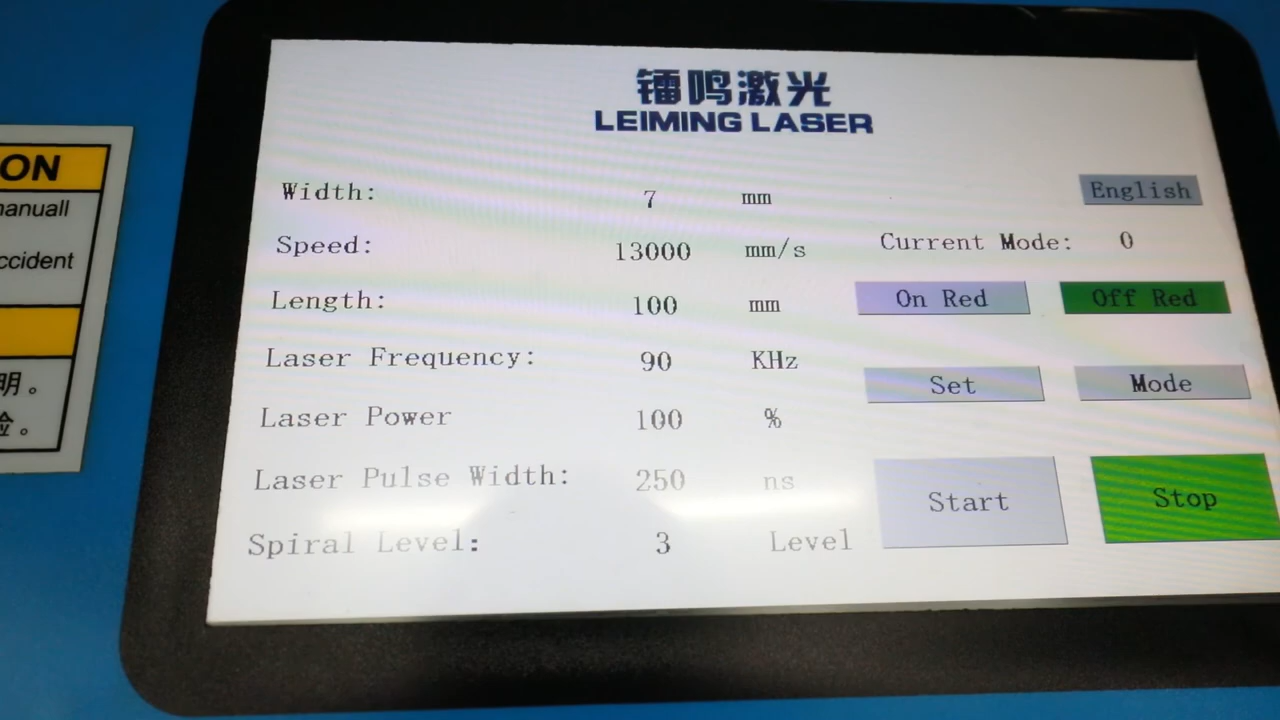 ON
anuall
ccident
明。
。
镭鸣激光
LEIMING LASER
Width: 7 mm
English
Speed: 13000 mm/s
Current Mode: 0
Length: 100 mm
On Red Off Red
Laser Frequency: 90 KHz
Set Mode
Laser Power 100 %
Laser Pulse Width: 250 ns
Start Stop
Spiral Level: 3 Level